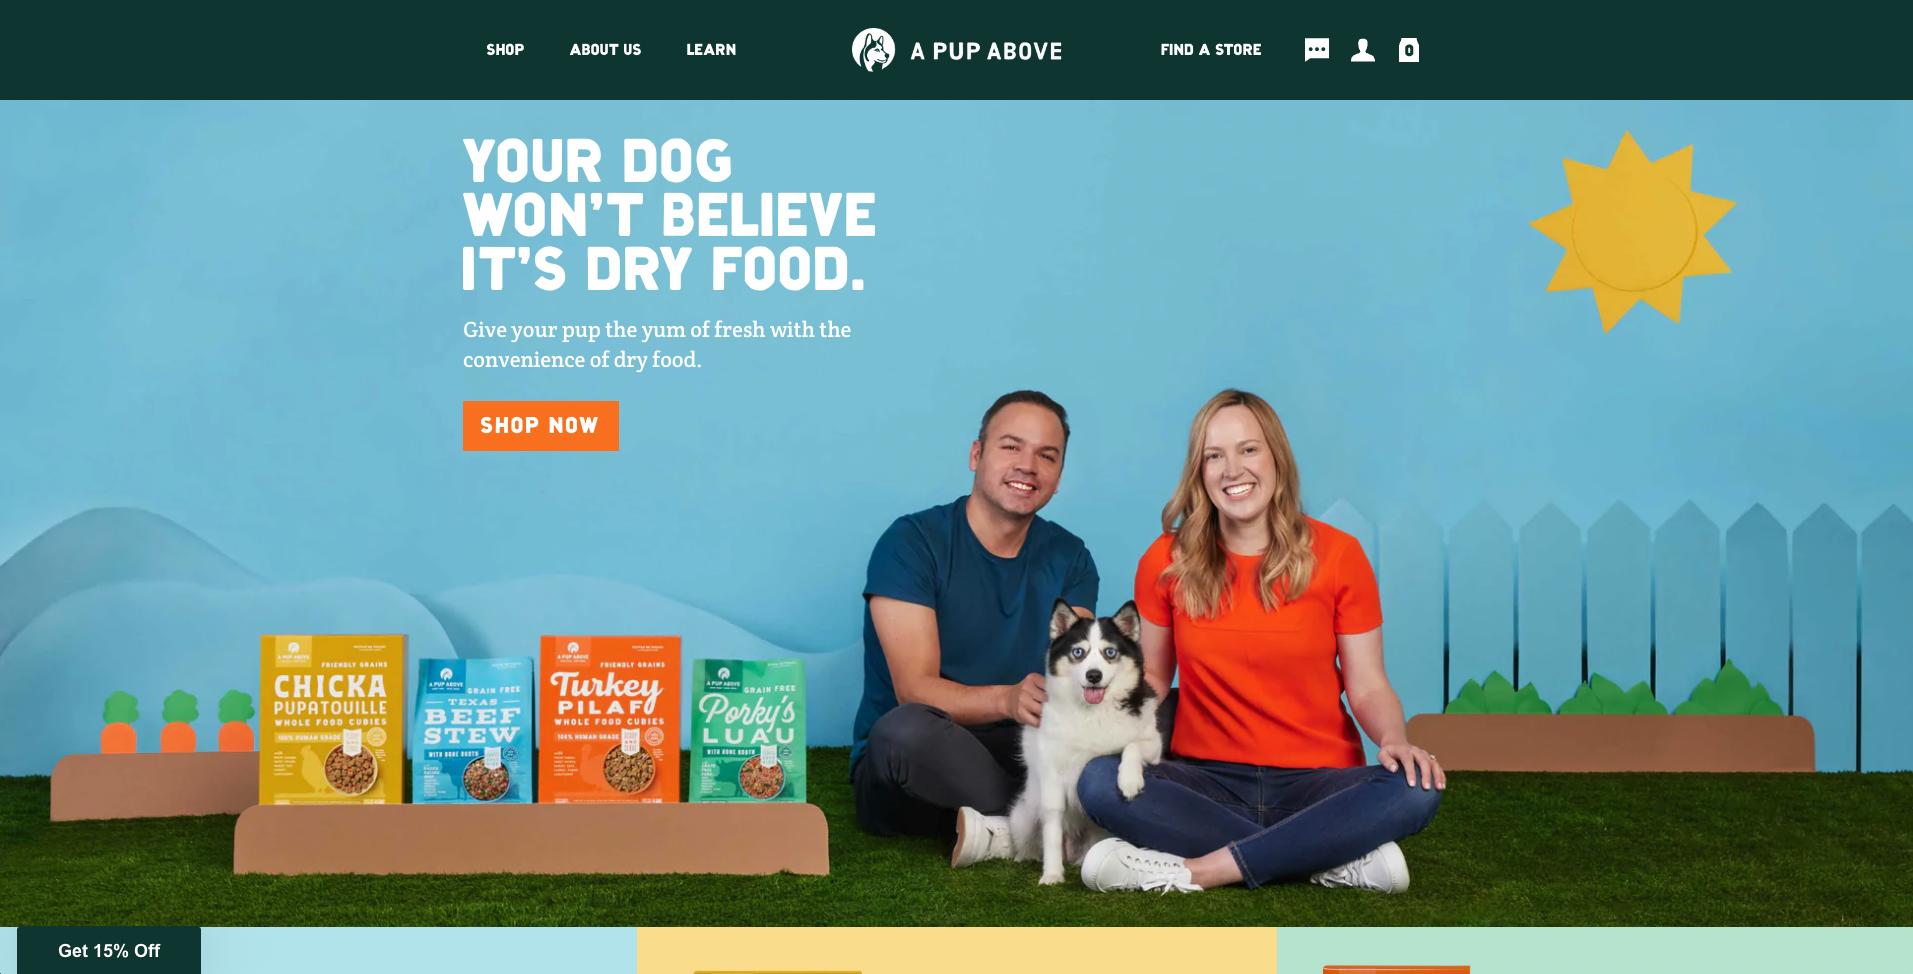 SHOP
ABOUT US
LEARN
A PUP ABOVE
FIND A STORE
0
YOUR DOG
WON'T BELIEVE
IT'S DRY FOOD.
Give your pup the yum of fresh with the
convenience of dry food.
SHOP NOW
A PUP ABOVE
FRIENDLY GRAINS
CHICKA
PUPATOUILLE
WHOLE FOOD CUBIES
100% HUMAN GRADE
A PUP ABOVE
GRAIN FREE
TEXAS
BEEF
STEW
WITH BONE BROTH
A PUP ABOVE
FRIENDLY GRAINS
Turkey
PILAF
WHOLE FOOD CUBIES
100% HUMAN GRADE
A PUP ABOVE
GRAIN FREE
Porky's
LUAU
WITH BONE BROTH
Get 15% Off